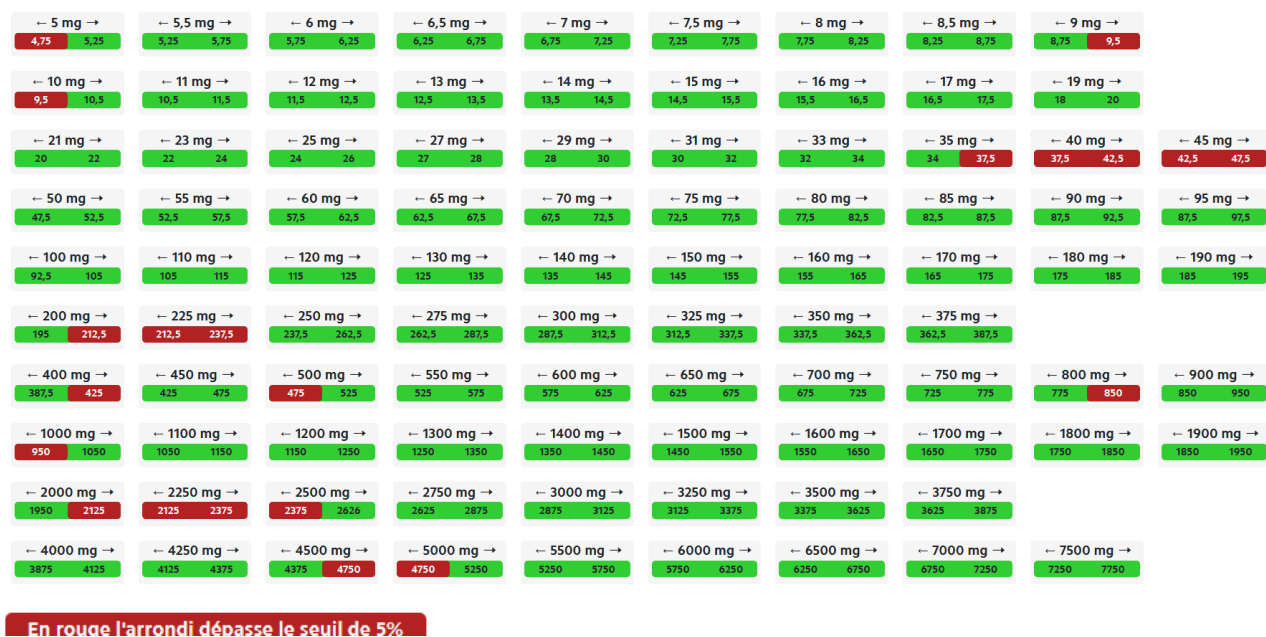 ← 5 mg → ← 5,5 mg → ← 6 mg → ← 6,5 mg → ← 7 mg → ← 7,5 mg → ← 8 mg → ← 8,5 mg → ← 9 mg →
4,75 5,25 5,25 5,75 5,75 6,25 6,25 6,75 6,75 7,25 7,25 7,75 7,75 8,25 8,25 8,75 8,75 9,5
← 10 mg → ← 11 mg → ← 12 mg → ← 13 mg → ← 14 mg → ← 15 mg → ← 16 mg → ← 17 mg → ← 19 mg →
9,5 10,5 10,5 11,5 11,5 12,5 12,5 13,5 13,5 14,5 14,5 15,5 15,5 16,5 16,5 17,5 18 20
← 21 mg → ← 23 mg → ← 25 mg → ← 27 mg → ← 29 mg → ← 31 mg → ← 33 mg → ← 35 mg → ← 40 mg → ← 45 mg →
20 22 22 24 24 26 27 28 28 30 30 32 32 34 34 37,5 37,5 42,5 42,5 47,5
← 50 mg → ← 55 mg → ← 60 mg → ← 65 mg → ← 70 mg → ← 75 mg → ← 80 mg → ← 85 mg → ← 90 mg → ← 95 mg →
47,5 52,5 52,5 57,5 57,5 62,5 62,5 67,5 67,5 72,5 72,5 77,5 77,5 82,5 82,5 87,5 87,5 92,5 87,5 97,5
← 100 mg → ← 110 mg → ← 120 mg → ← 130 mg → ← 140 mg → ← 150 mg → ← 160 mg → ← 170 mg → ← 180 mg → ← 190 mg →
92,5 105 105 115 115 125 125 135 135 145 145 155 155 165 165 175 175 185 185 195
← 200 mg → ← 225 mg → ← 250 mg → ← 275 mg → ← 300 mg → ← 325 mg → ← 350 mg → ← 375 mg →
195 212,5 212,5 237,5 237,5 262,5 262,5 287,5 287,5 312,5 312,5 337,5 337,5 362,5 362,5 387,5
← 400 mg → ← 450 mg → ← 500 mg → ← 550 mg → ← 600 mg → ← 650 mg → ← 700 mg → ← 750 mg → ← 800 mg → ← 900 mg →
387,5 425 425 475 475 525 525 575 575 625 625 675 675 725 725 775 775 850 850 950
← 1000 mg → ← 1100 mg → ← 1200 mg → ← 1300 mg → ← 1400 mg → ← 1500 mg → ← 1600 mg → ← 1700 mg → ← 1800 mg → ← 1900 mg →
950 1050 1050 1150 1150 1250 1250 1350 1350 1450 1450 1550 1550 1650 1650 1750 1750 1850 1850 1950
← 2000 mg → ← 2250 mg → ← 2500 mg → ← 2750 mg → ← 3000 mg → ← 3250 mg → ← 3500 mg → ← 3750 mg →
1950 2125 2125 2375 2375 2626 2625 2875 2875 3125 3125 3375 3375 3625 3625 3875
← 4000 mg → ← 4250 mg → ← 4500 mg → ← 5000 mg → ← 5500 mg → ← 6000 mg → ← 6500 mg → ← 7000 mg → ← 7500 mg →
3875 4125 4125 4375 4375 4750 4750 5250 5250 5750 5750 6250 6250 6750 6750 7250 7250 7750
En rouge l'arrondi dépasse le seuil de 5%